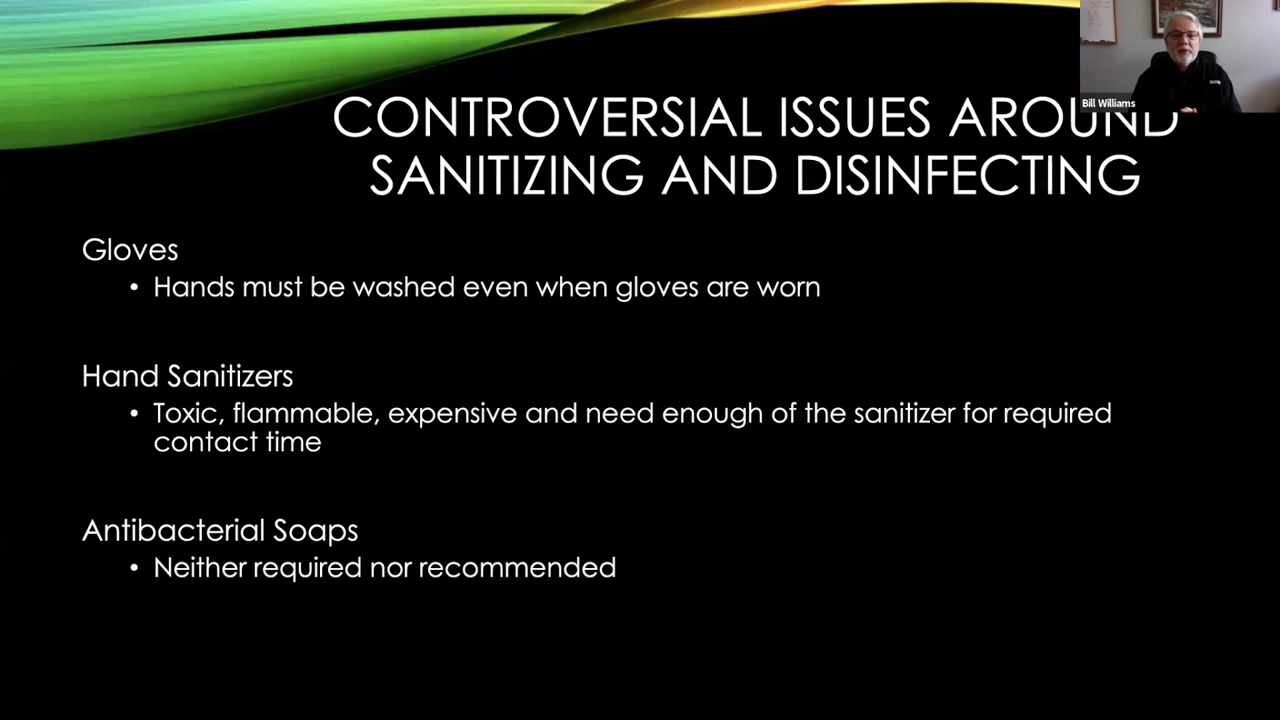 Bill Williams
CONTROVERSIAL ISSUES AROUND
SANITIZING AND DISINFECTING
Gloves
• Hands must be washed even when gloves are worn
Hand Sanitizers
• Toxic, flammable, expensive and need enough of the sanitizer for required
contact time
Antibacterial Soaps
• Neither required nor recommended